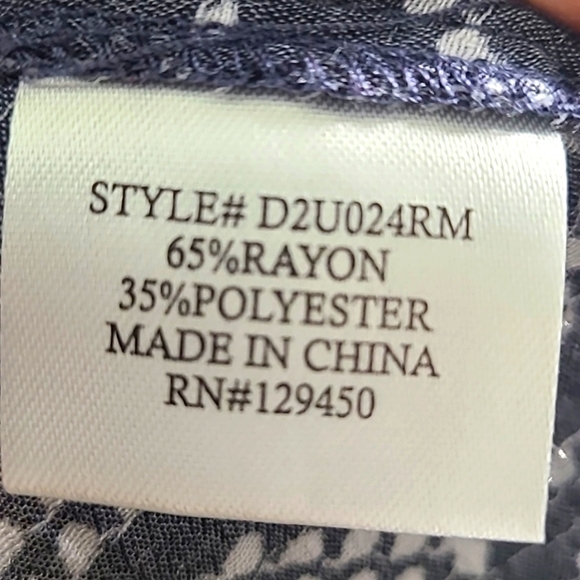 STYLE# D2U024RM
65%RAYON
35%POLYESTER
MADE IN CHINA
RN#129450